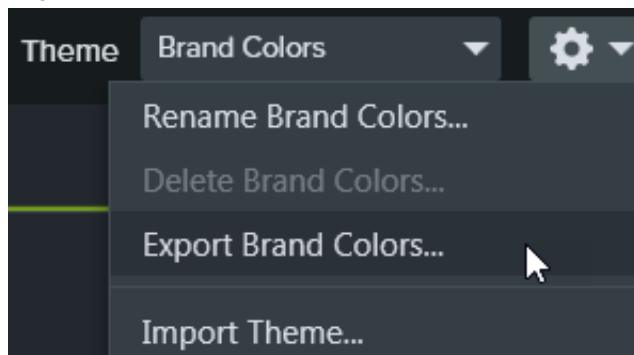 Theme Brand Colors
Rename Brand Colors...
Delete Brand Colors...
Export Brand Colors...
Import Theme...